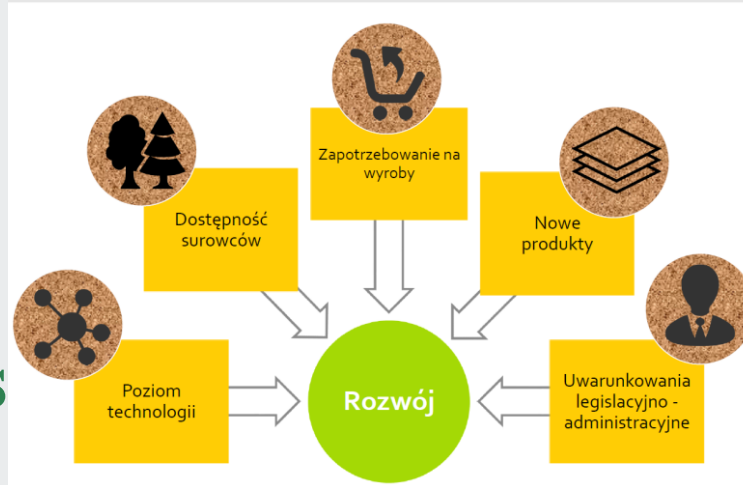 Zapotrzebowanie na
wyroby
Dostępność
surowców
Nowe
produkty
Poziom
technologii
Rozwój
Uwarunkowania
legislacyjno -
administracyjne
s